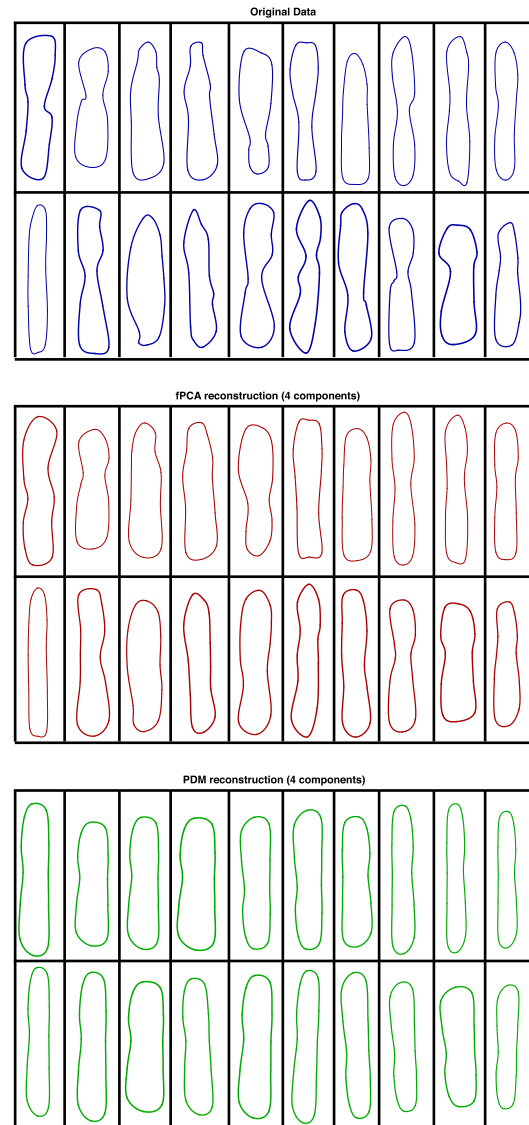 Original Data
fPCA reconstruction (4 components)
PDM reconstruction (4 components)